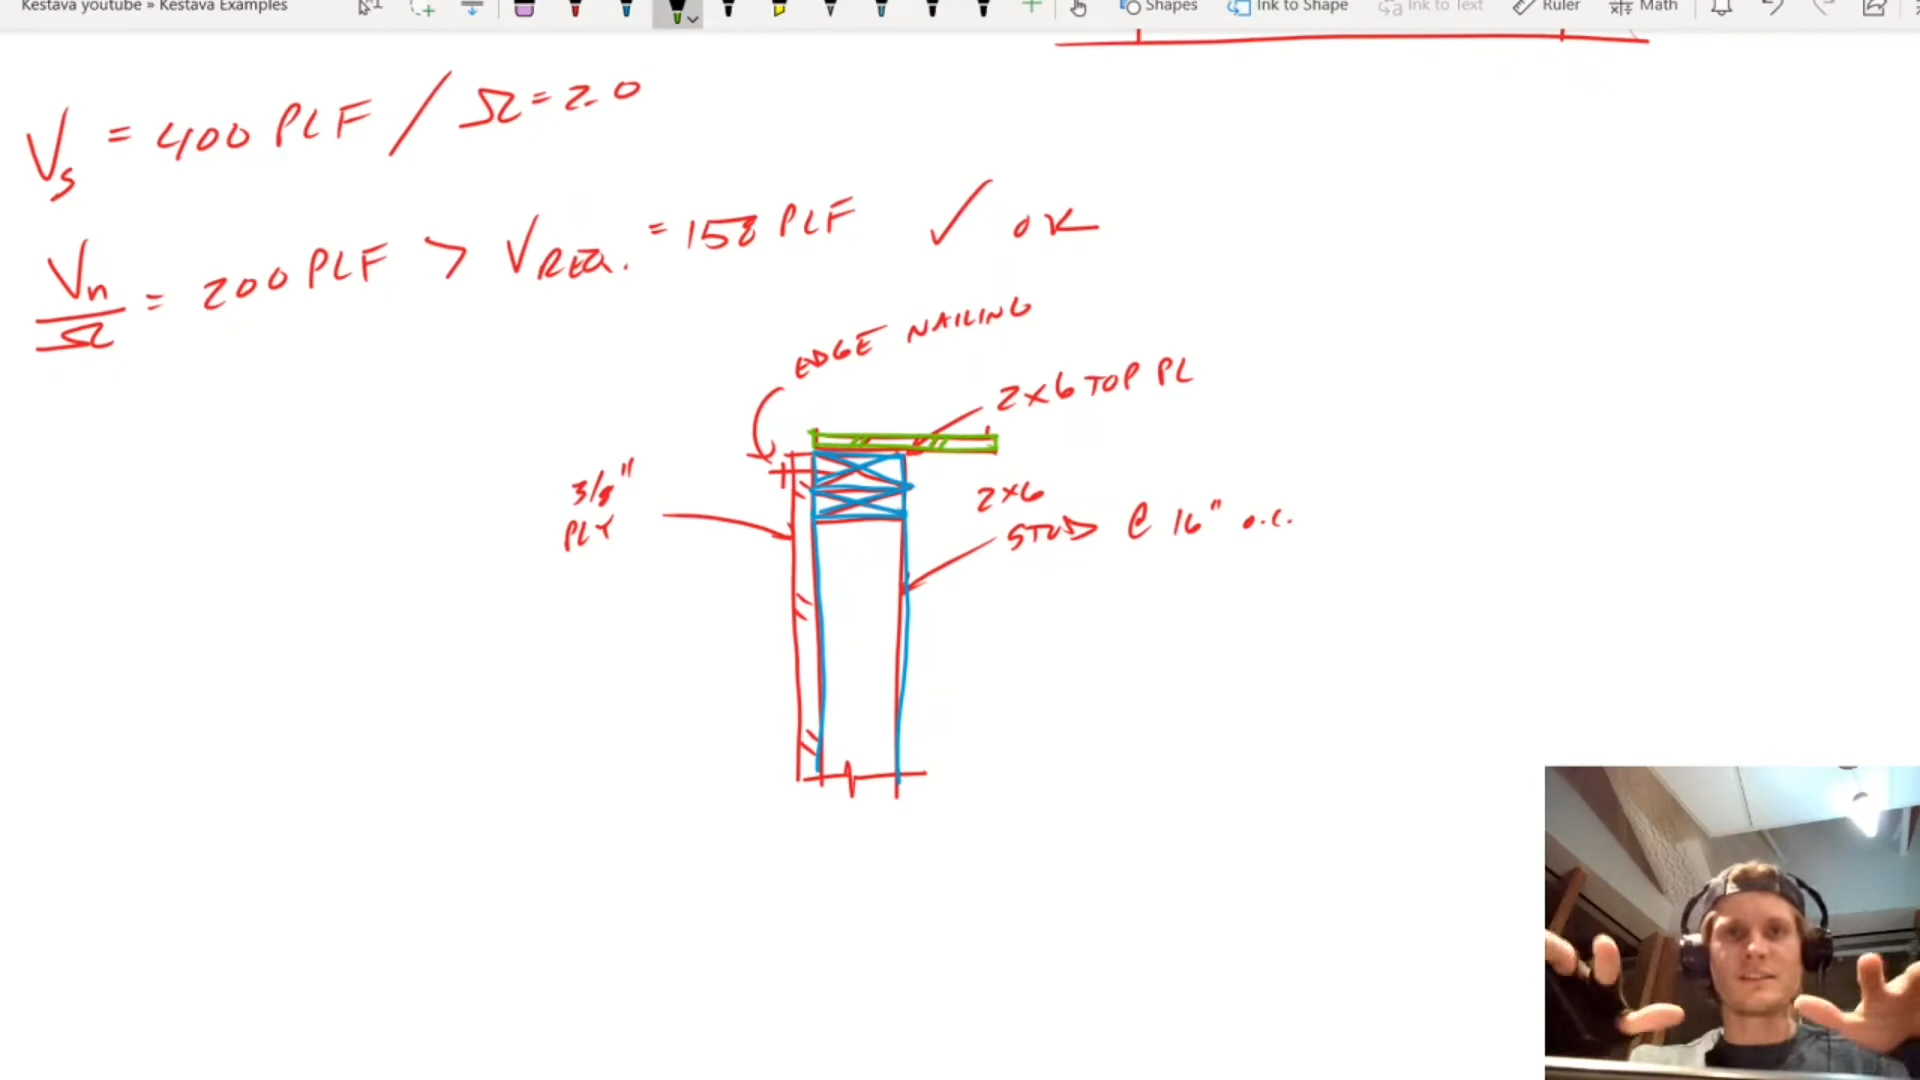 Kestava youtube » Kestava Examples
Shapes
Ink to Shape
Ink to Text
Ruler
Math
Vs = 400 PLF / Ω = 2.0
Vn/Ω = 200 PLF > VREQ. = 158 PLF ✓ OK
EDGE NAILING
2x6 TOP PL
3/8"
PLY
2x6
STUD @ 16" o.c.